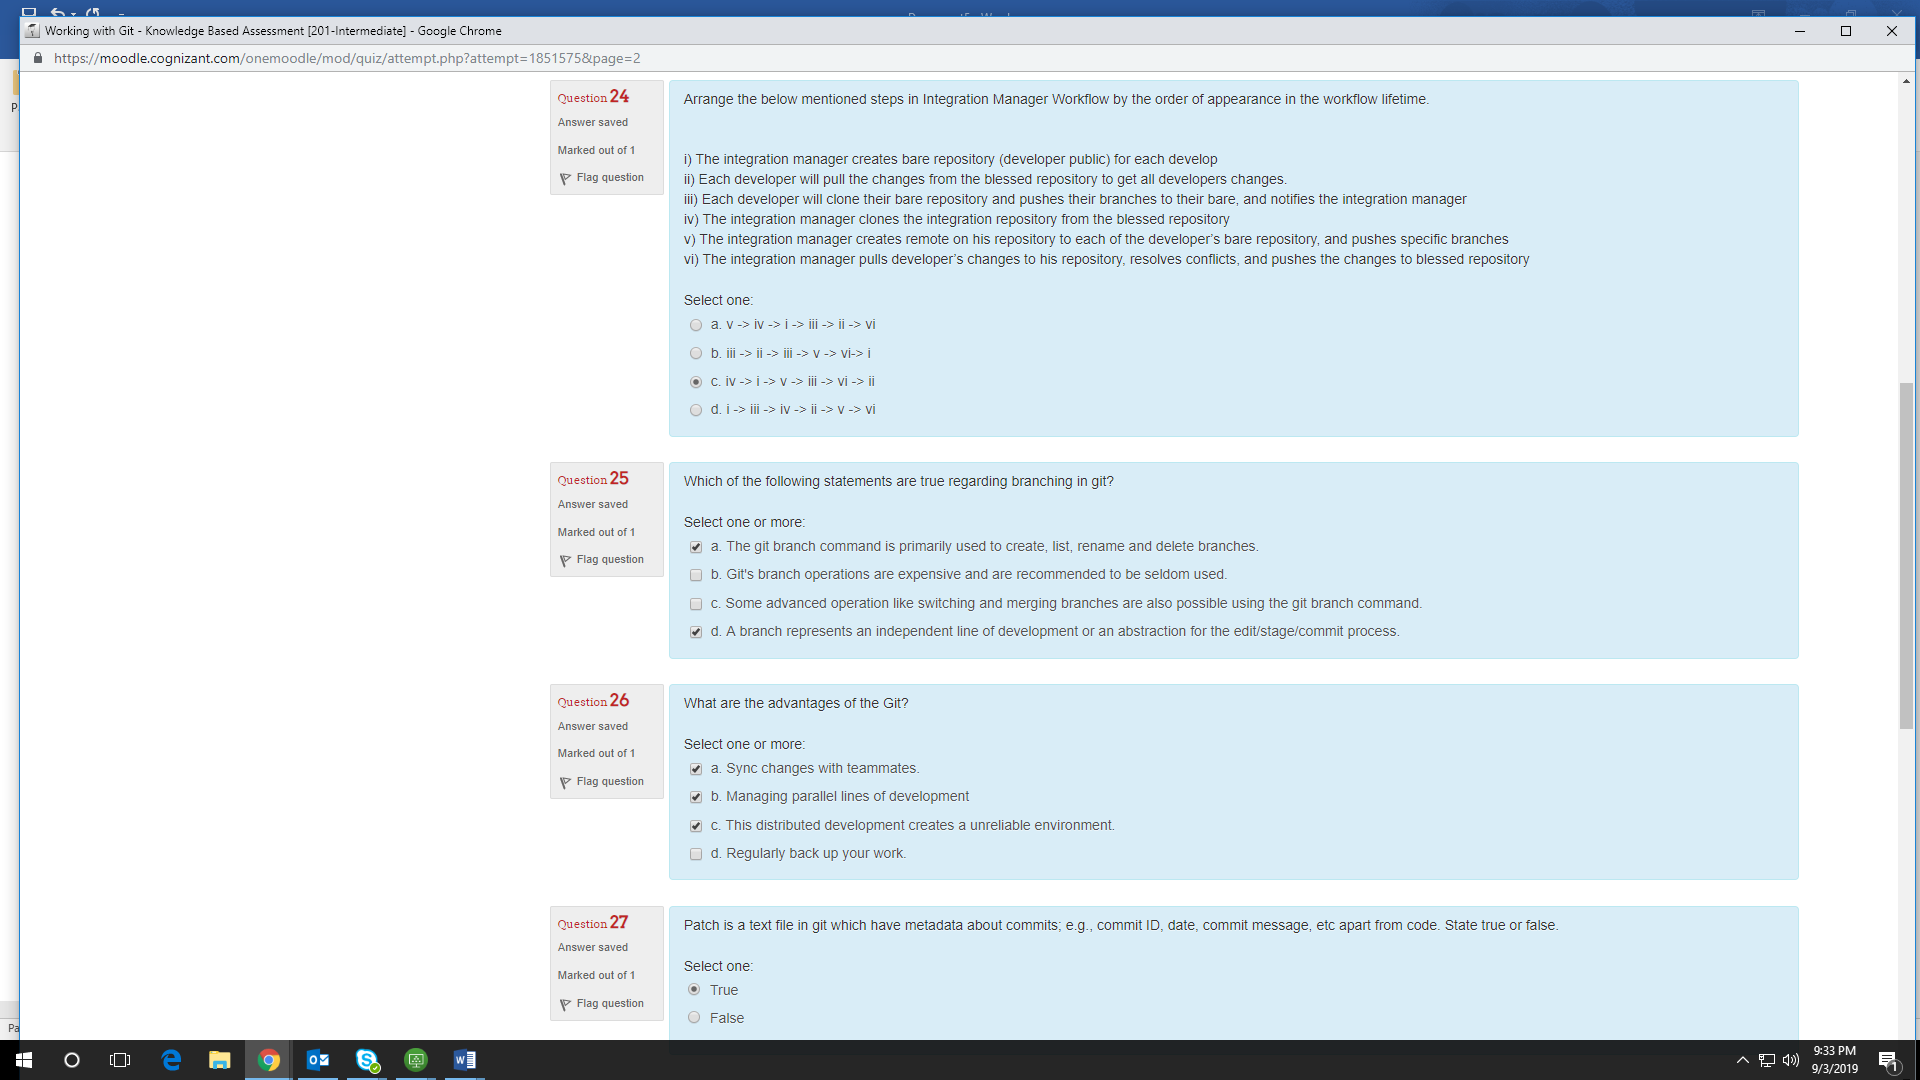 Working with Git - Knowledge Based Assessment [201-Intermediate] - Google Chrome
https://moodle.cognizant.com/onemoodle/mod/quiz/attempt.php?attempt=1851575&page=2
Question 24
Answer saved
Marked out of 1
Flag question
Arrange the below mentioned steps in Integration Manager Workflow by the order of appearance in the workflow lifetime.
i) The integration manager creates bare repository (developer public) for each develop
ii) Each developer will pull the changes from the blessed repository to get all developers changes.
iii) Each developer will clone their bare repository and pushes their branches to their bare, and notifies the integration manager
iv) The integration manager clones the integration repository from the blessed repository
v) The integration manager creates remote on his repository to each of the developer's bare repository, and pushes specific branches
vi) The integration manager pulls developer's changes to his repository, resolves conflicts, and pushes the changes to blessed repository
Select one:
a. v -> iv -> i -> iii -> ii -> vi
b. iii -> ii -> iii -> v -> vi-> i
c. iv -> i -> v -> iii -> vi -> ii
d. i -> iii -> iv -> ii -> v -> vi
Question 25
Answer saved
Marked out of 1
Flag question
Which of the following statements are true regarding branching in git?
Select one or more:
a. The git branch command is primarily used to create, list, rename and delete branches.
b. Git's branch operations are expensive and are recommended to be seldom used.
c. Some advanced operation like switching and merging branches are also possible using the git branch command.
d. A branch represents an independent line of development or an abstraction for the edit/stage/commit process.
Question 26
Answer saved
Marked out of 1
Flag question
What are the advantages of the Git?
Select one or more:
a. Sync changes with teammates.
b. Managing parallel lines of development
c. This distributed development creates a unreliable environment.
d. Regularly back up your work.
Question 27
Answer saved
Marked out of 1
Flag question
Patch is a text file in git which have metadata about commits; e.g., commit ID, date, commit message, etc apart from code. State true or false.
Select one:
True
False
9:33 PM
9/3/2019
1